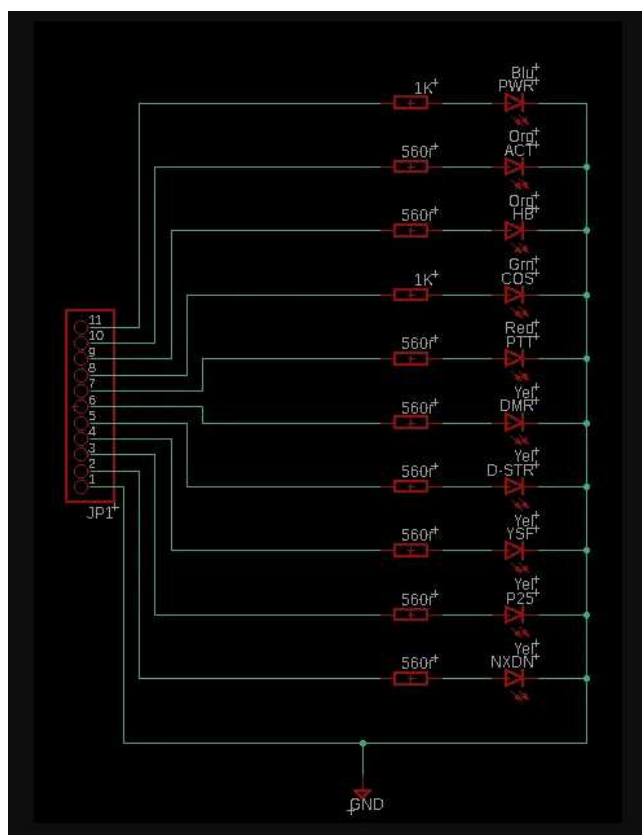 Blu
1K PWR
Org
560r ACT
Org
560r HB
Grn
1K COS
11
10
9
8
7
6
5
4
3
2
1
JP1
Red
560r PTT
Yel
560r DMR
Yel
560r D-STR
Yel
560r YSF
Yel
560r P25
Yel
560r NXDN
GND